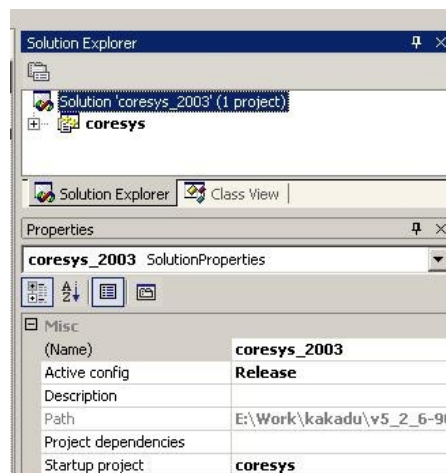 Solution Explorer
Solution 'coresys_2003' (1 project)
coresys
Solution Explorer Class View
Properties
coresys_2003 SolutionProperties
Misc
(Name) coresys_2003
Active config Release
Description
Path E:\Work\kakadu\v5_2_6-9
Project dependencies
Startup project coresys